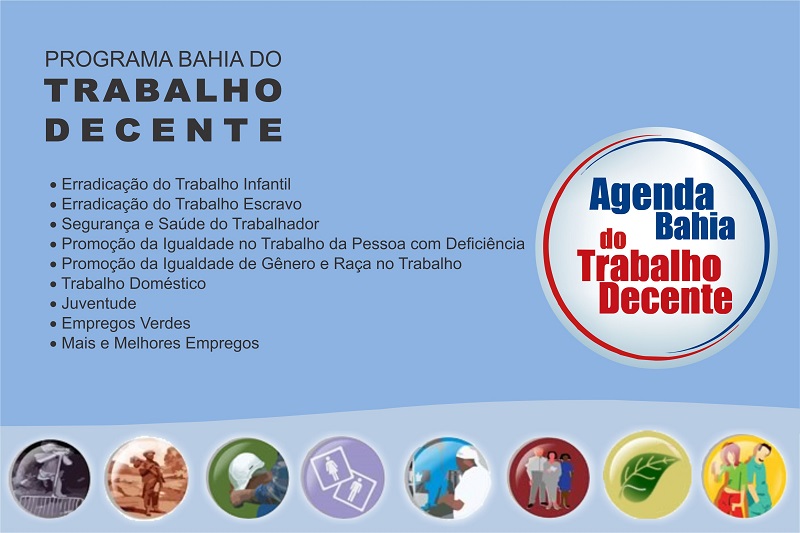 PROGRAMA BAHIA DO
TRABALHO
DECENTE
• Erradicação do Trabalho Infantil
• Erradicação do Trabalho Escravo
• Segurança e Saúde do Trabalhador
• Promoção da Igualdade no Trabalho da Pessoa com Deficiência
• Promoção da Igualdade de Gênero e Raça no Trabalho
• Trabalho Doméstico
• Juventude
• Empregos Verdes
• Mais e Melhores Empregos
Agenda
Bahia
do
Trabalho
Decente